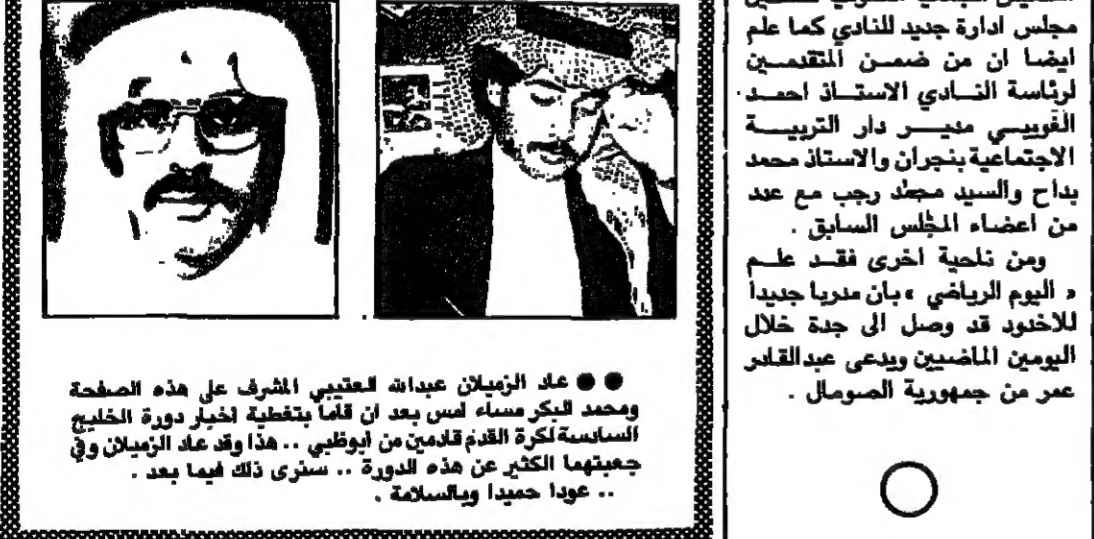 مجلس ادارة جديد للنادي كما علم
ايضا ان من ضمن المتقدمين
لرئاسة النادي الاستاذ احمد
الغويبي مدير دار التربية
الاجتماعية بنجران والاستاذ محمد
بداح والسيد محمد رجب مع عدد
من اعضاء المجلس السابق .
ومن ناحية اخرى فقد علم
« اليوم الرياضي » بان مدربا جديدا
للاخدود قد وصل الى جدة خلال
اليومين الماضيين ويدعى عبدالقادر
عمر من جمهورية الصومال .
●● عاد الزميلان عبدالله العتيبي المشرف على هذه الصفحة
ومحمد البكر مساء امس بعد ان قاما بتغطية اخبار دورة الخليج
السادسة لكرة القدم قادمين من ابوظبي .. هذا وقد عاد الزميلان وفي
جعبتهما الكثير عن هذه الدورة .. سنرى ذلك فيما بعد .
.. عودا حميدا وبالسلامة .